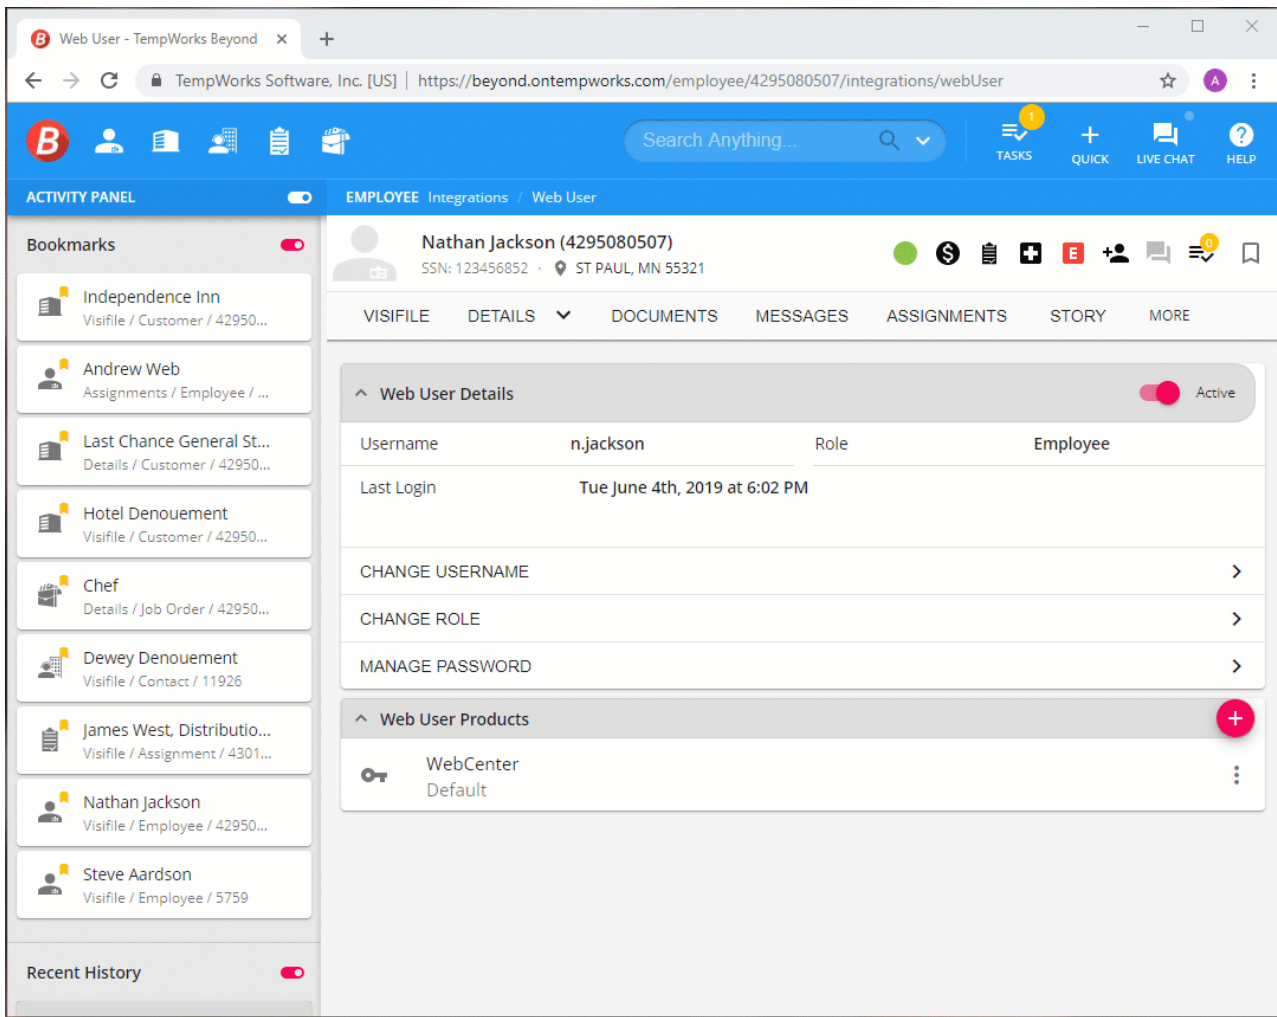 B Web User - TempWorks Beyond
TempWorks Software, Inc. [US] | https://beyond.ontempworks.com/employee/4295080507/integrations/webUser
A
B
Search Anything...
1
TASKS
QUICK
LIVE CHAT
HELP
ACTIVITY PANEL
EMPLOYEE Integrations / Web User
Bookmarks
Independence Inn
Visifile / Customer / 42950...
Andrew Web
Assignments / Employee / ...
Last Chance General St...
Details / Customer / 42950...
Hotel Denouement
Visifile / Customer / 42950...
Chef
Details / Job Order / 42950...
Dewey Denouement
Visifile / Contact / 11926
James West, Distributio...
Visifile / Assignment / 4301...
Nathan Jackson
Visifile / Employee / 42950...
Steve Aardson
Visifile / Employee / 5759
Recent History
Nathan Jackson (4295080507)
SSN: 123456852 · ST PAUL, MN 55321
E
0
VISIFILE DETAILS DOCUMENTS MESSAGES ASSIGNMENTS STORY MORE
Web User Details
Active
Username n.jackson Role Employee
Last Login Tue June 4th, 2019 at 6:02 PM
CHANGE USERNAME
CHANGE ROLE
MANAGE PASSWORD
Web User Products
WebCenter
Default